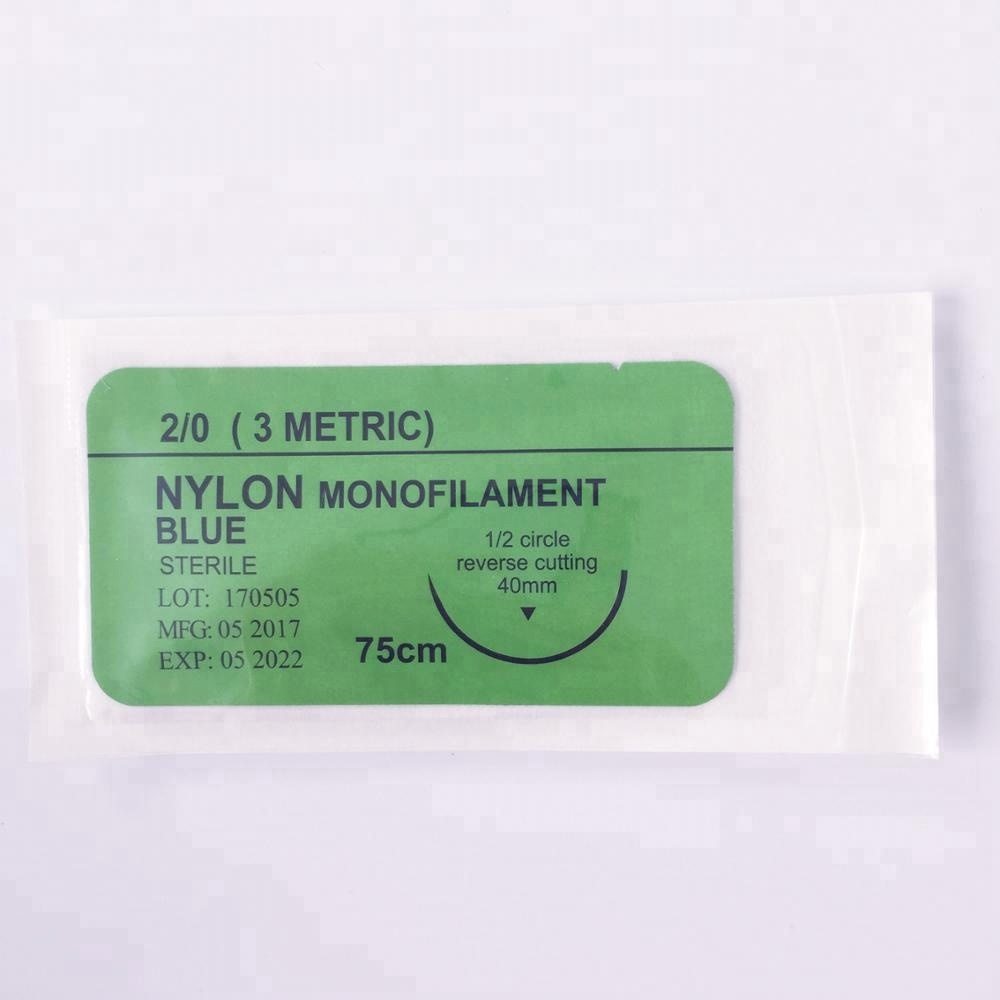 2/0 ( 3 METRIC)
NYLON MONOFILAMENT
BLUE
STERILE
LOT: 170505
MFG: 05 2017
EXP: 05 2022
75cm
1/2 circle
reverse cutting
40mm